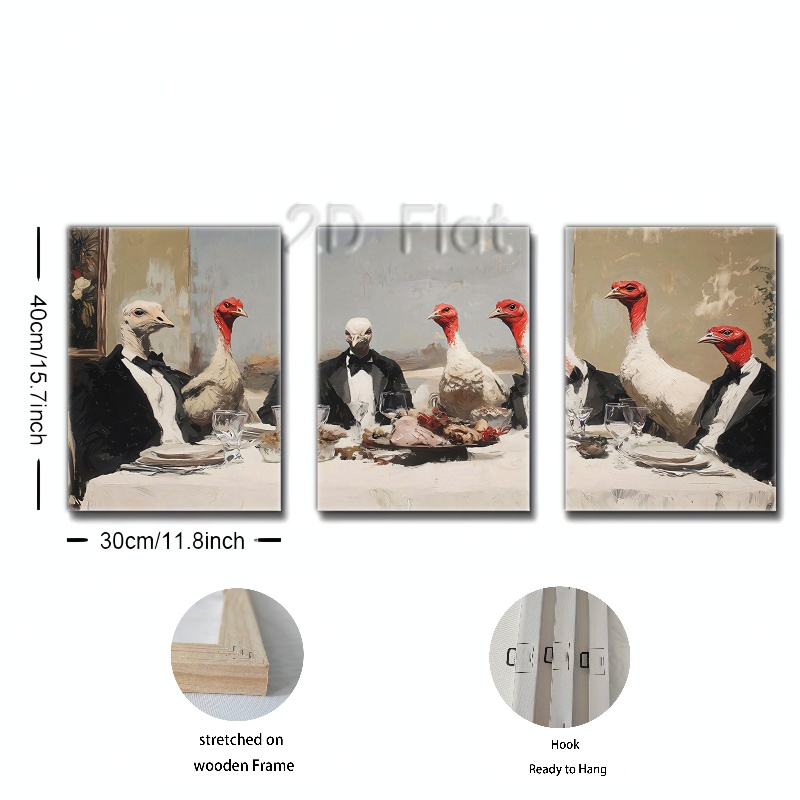 2D Flat
40cm/15.7inch
30cm/11.8inch
stretched on
wooden Frame
Hook
Ready to Hang